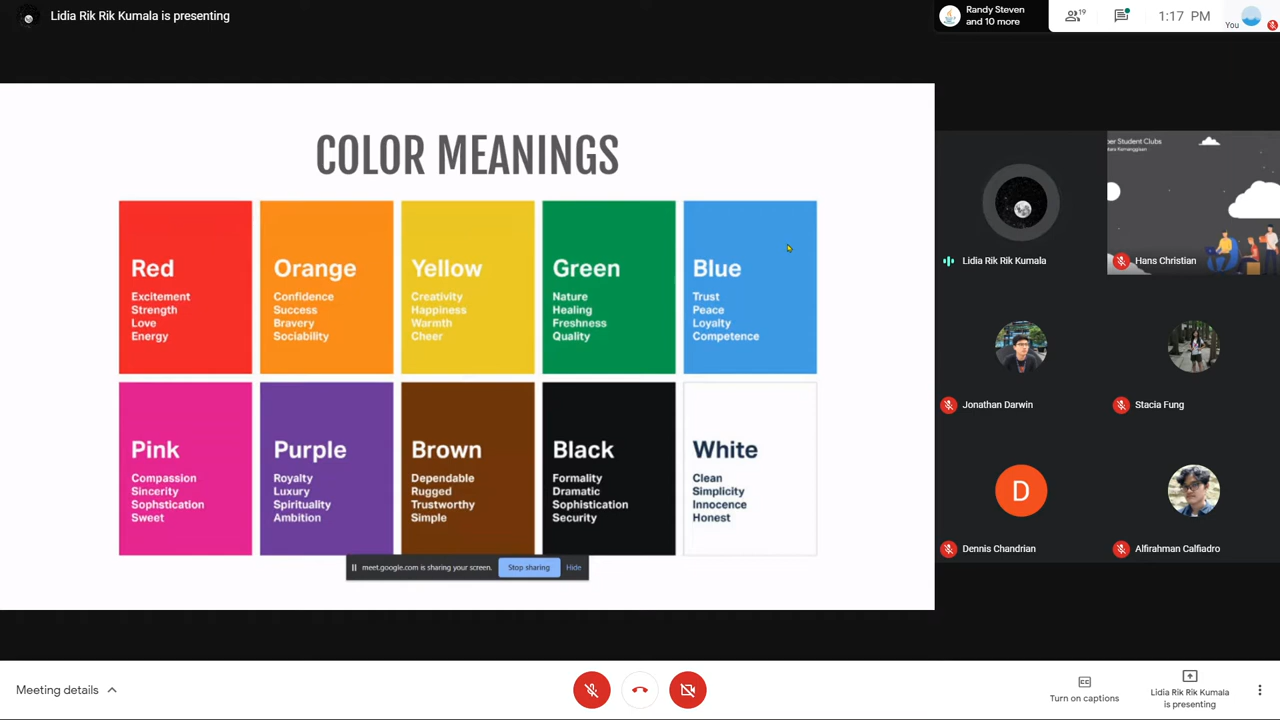 Lidia Rik Rik Kumala is presenting
Randy Steven
and 10 more
19
1:17 PM
You
COLOR MEANINGS
Red
Excitement
Strength
Love
Energy
Orange
Confidence
Success
Bravery
Sociability
Yellow
Creativity
Happiness
Warmth
Cheer
Green
Nature
Healing
Freshness
Quality
Blue
Trust
Peace
Loyalty
Competence
Pink
Compassion
Sincerity
Sophstication
Sweet
Purple
Royalty
Luxury
Spirituality
Ambition
Brown
Dependable
Rugged
Trustworthy
Simple
Black
Formality
Dramatic
Sophistication
Security
White
Clean
Simplicity
Innocence
Honest
meet.google.com is sharing your screen.
Stop sharing
Hide
Student Clubs
Lidia Rik Rik Kumala
Hans Christian
Jonathan Darwin
Stacia Fung
D
Dennis Chandrian
Alfirahman Calfiadro
Meeting details
CC
Turn on captions
Lidia Rik Rik Kumala
is presenting